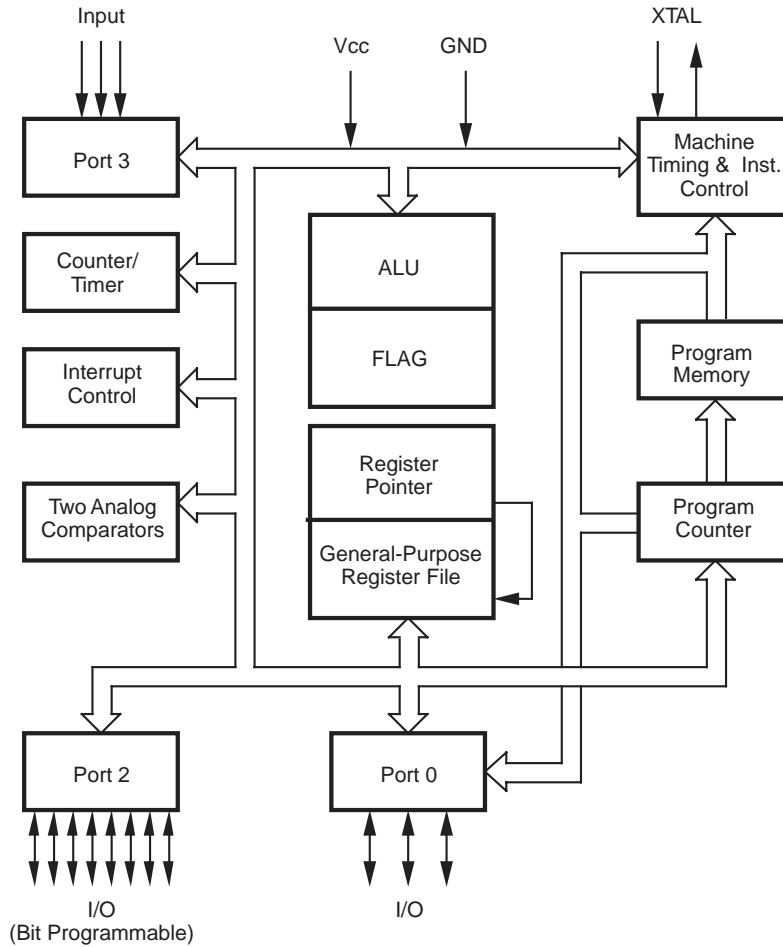 Input
Vcc
GND
XTAL
Port 3
Machine
Timing & Inst.
Control
Counter/
Timer
ALU
FLAG
Program
Memory
Interrupt
Control
Register
Pointer
Two Analog
Comparators
Program
Counter
General-Purpose
Register File
Port 2
Port 0
I/O
(Bit Programmable)
I/O